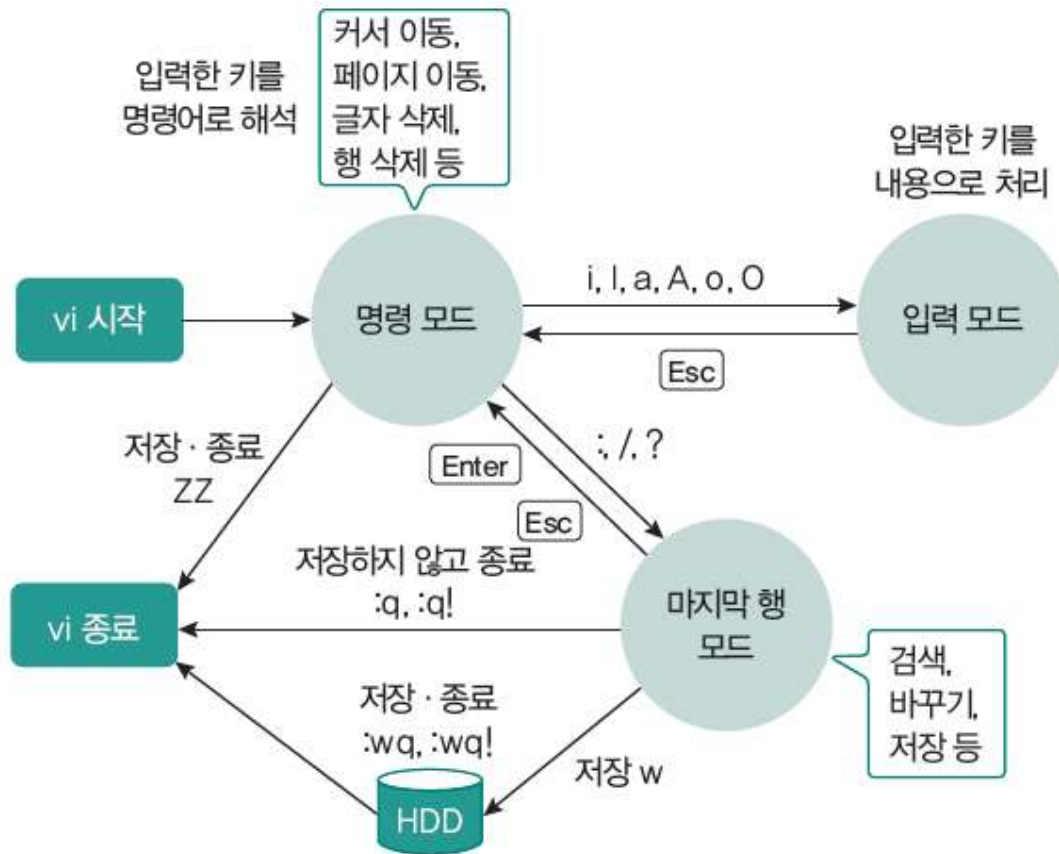 입력한 키를
명령어로 해석
커서 이동,
페이지 이동,
글자 삭제,
행 삭제 등
입력한 키를
내용으로 처리
vi 시작
명령 모드
i, I, a, A, o, O
입력 모드
Esc
저장 · 종료
ZZ
Enter
:, /, ?
Esc
저장하지 않고 종료
:q, :q!
vi 종료
마지막 행
모드
검색,
바꾸기,
저장 등
저장 · 종료
:wq, :wq!
저장 w
HDD